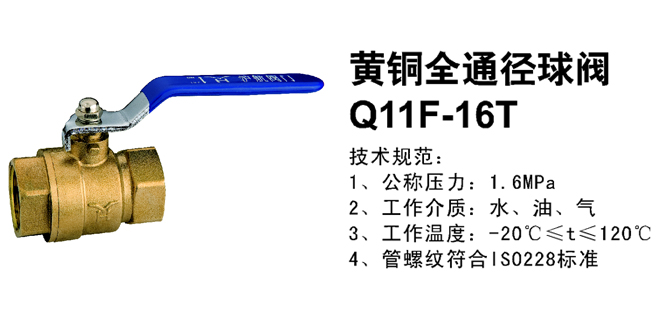 黄铜全通径球阀
Q11F-16T
技术规范：
1、公称压力：1.6MPa
2、工作介质：水、油、气
3、工作温度：-20℃≤t≤120℃
4、管螺纹符合ISO228标准